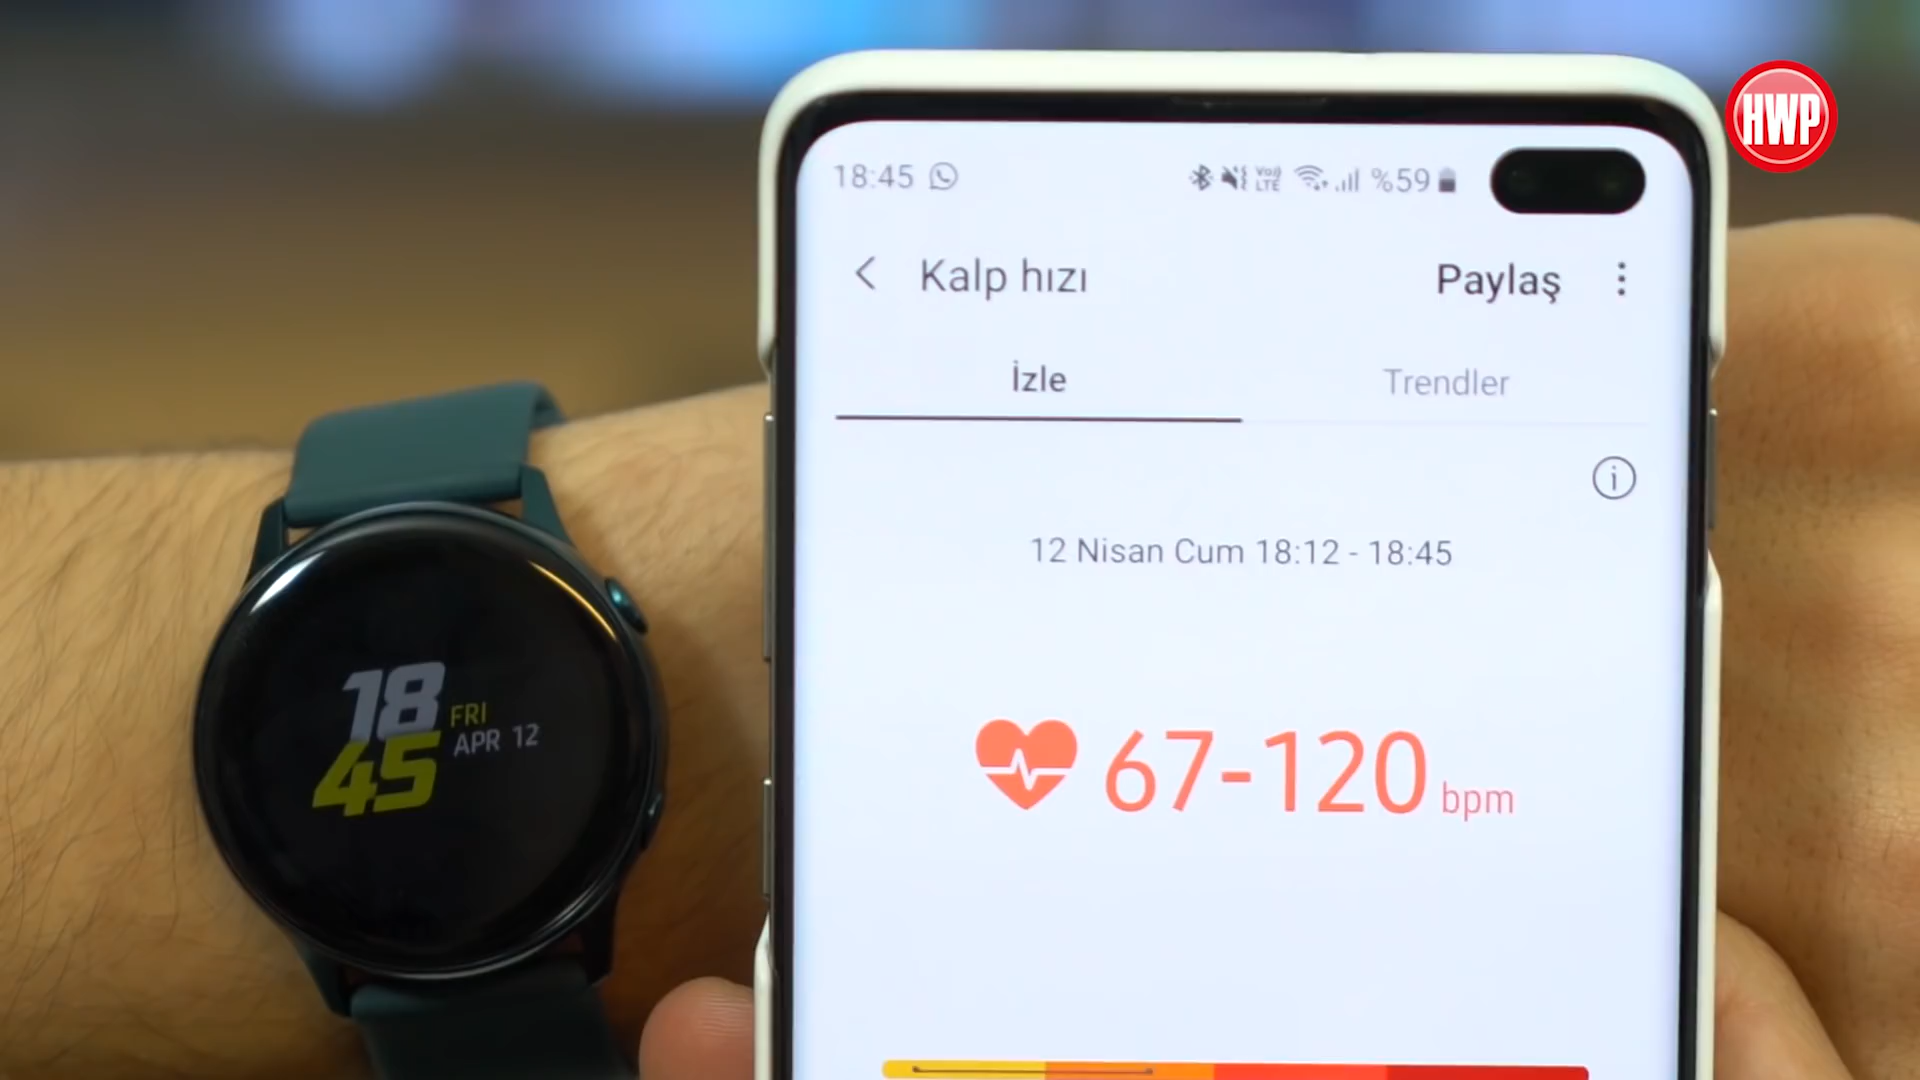 HWP
18:45
VoLTE
%59
Kalp hızı
Paylaş
İzle
Trendler
12 Nisan Cum 18:12 - 18:45
67-120 bpm
18
45
FRI
APR 12